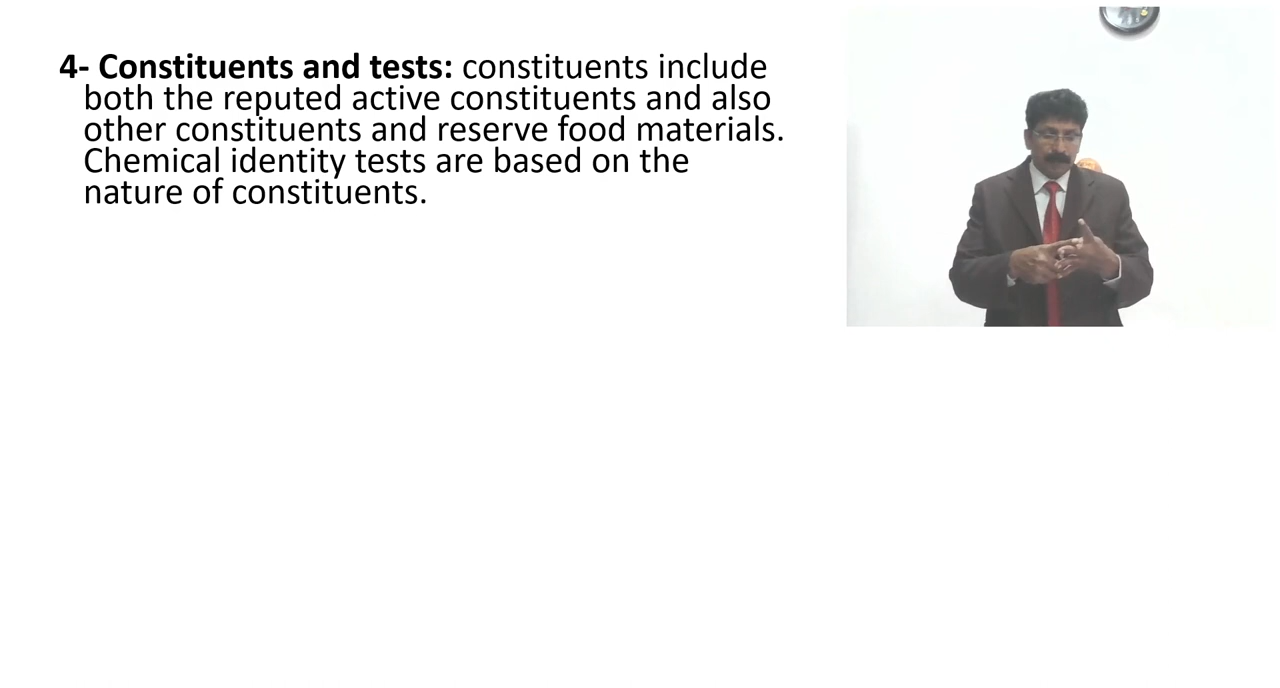 4- Constituents and tests: constituents include
both the reputed active constituents and also
other constituents and reserve food materials.
Chemical identity tests are based on the
nature of constituents.